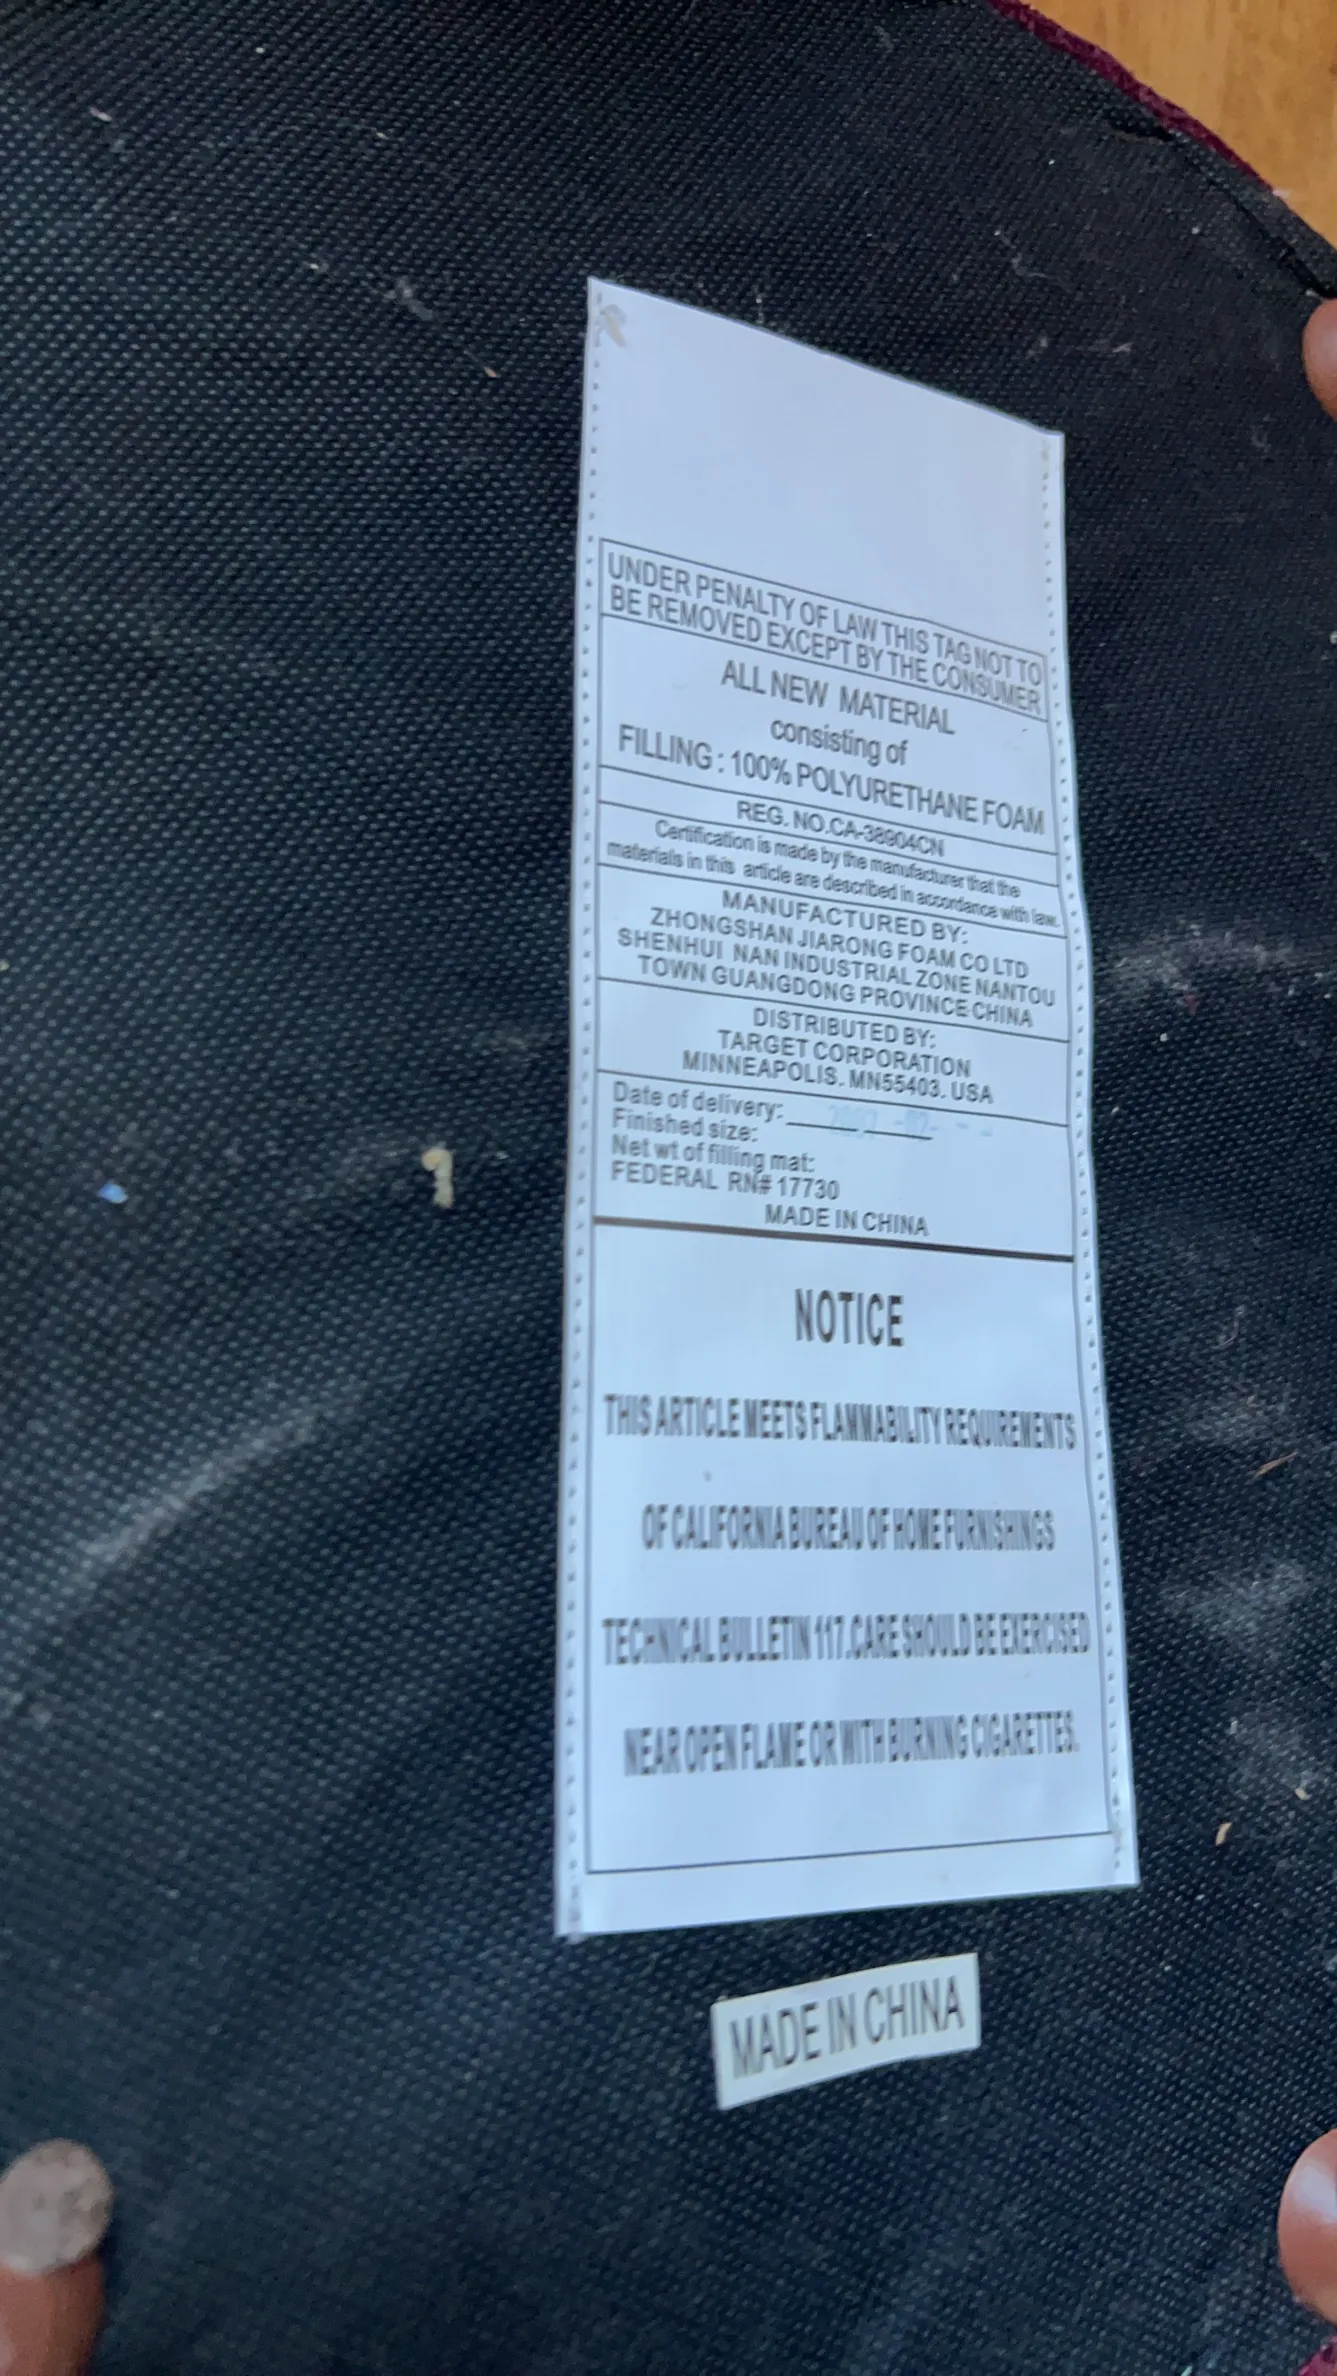 UNDER PENALTY OF LAW THIS TAG NOT TO
BE REMOVED EXCEPT BY THE CONSUMER
ALL NEW MATERIAL
consisting of
FILLING : 100% POLYURETHANE FOAM
REG. NO.CA-38904CN
Certification is made by the manufacturer that the
materials in this article are described in accordance with law.
MANUFACTURED BY:
ZHONGSHAN JIARONG FOAM CO LTD
SHENHUI NAN INDUSTRIAL ZONE NANTOU
TOWN GUANGDONG PROVINCE CHINA
DISTRIBUTED BY:
TARGET CORPORATION
MINNEAPOLIS. MN55403. USA
Date of delivery:
Finished size:
Net wt of filling mat:
FEDERAL RN# 17730
MADE IN CHINA
NOTICE
THIS ARTICLE MEETS FLAMMABILITY REQUIREMENTS
OF CALIFORNIA BUREAU OF HOME FURNISHINGS
TECHNICAL BULLETIN 117.CARE SHOULD BE EXERCISED
NEAR OPEN FLAME OR WITH BURNING CIGARETTES.
MADE IN CHINA